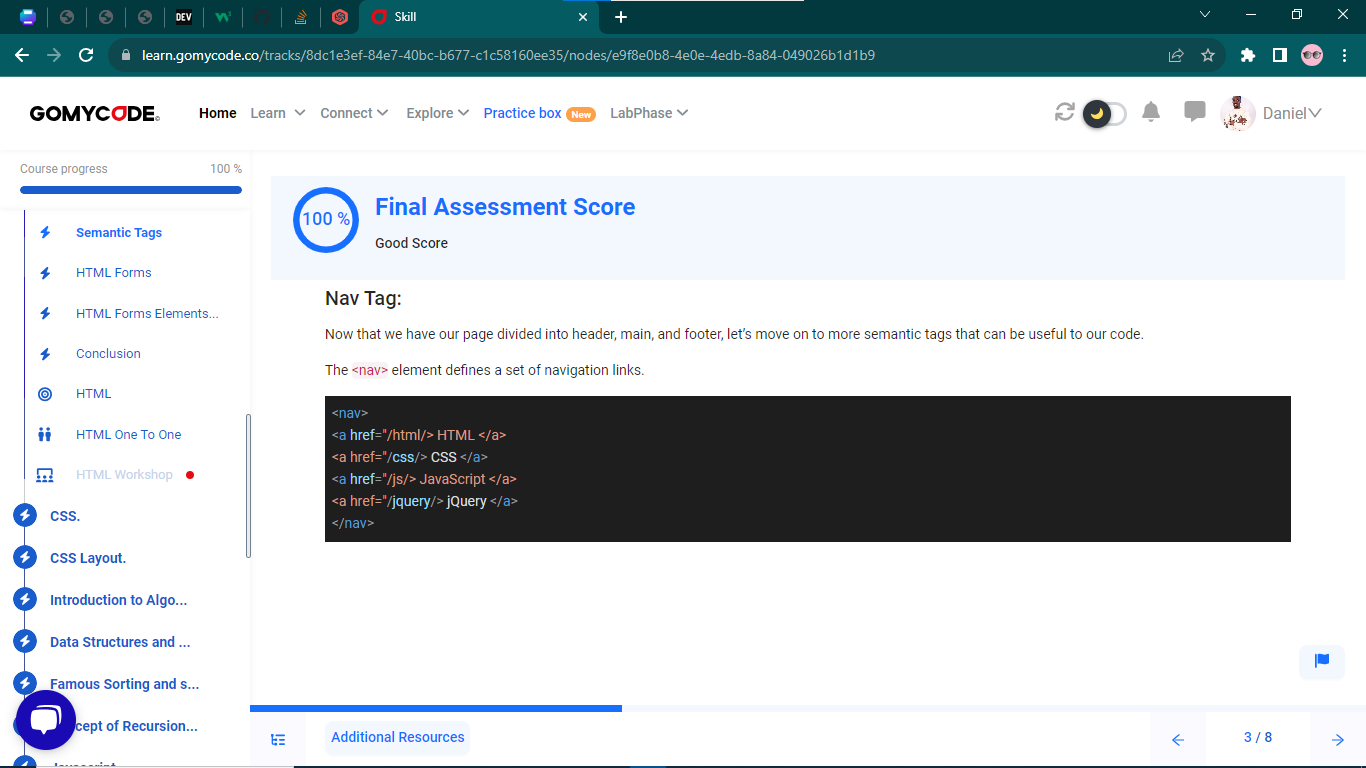 DEV
Skill
learn.gomycode.co/tracks/8dc1e3ef-84e7-40bc-b677-c1c58160ee35/nodes/e9f8e0b8-4e0e-4edb-8a84-049026b1d1b9
GOMYCODE
Home
Learn
Connect
Explore
Practice box
New
LabPhase
Daniel
Course progress
100 %
Semantic Tags
HTML Forms
HTML Forms Elements...
Conclusion
HTML
HTML One To One
HTML Workshop
CSS.
CSS Layout.
Introduction to Algo...
Data Structures and ...
Famous Sorting and s...
cept of Recursion...
100 %
Final Assessment Score
Good Score
Nav Tag:
Now that we have our page divided into header, main, and footer, let’s move on to more semantic tags that can be useful to our code.
The <nav> element defines a set of navigation links.
<nav>
<a href="/html/> HTML </a>
<a href="/css/> CSS </a>
<a href="/js/> JavaScript </a>
<a href="/jquery/> jQuery </a>
</nav>
Additional Resources
3 / 8